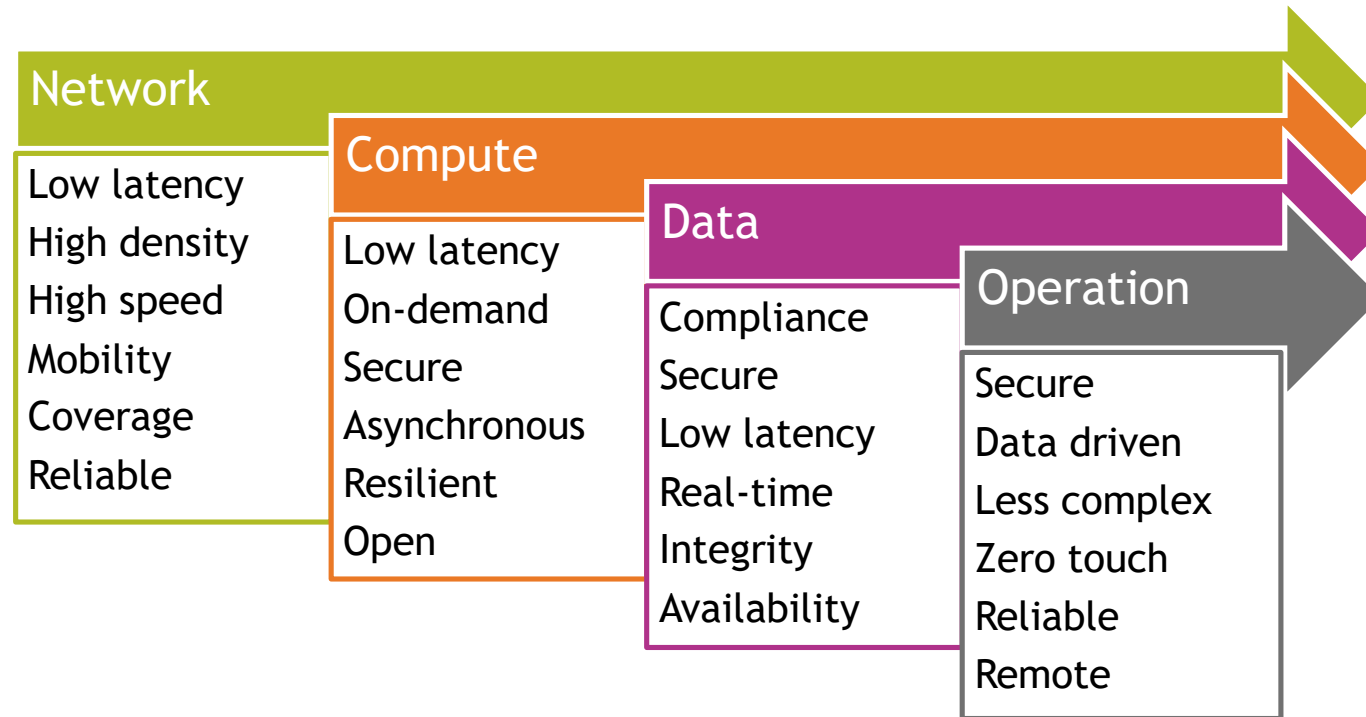 Network
Low latency
High density
High speed
Mobility
Coverage
Reliable
Compute
Low latency
On-demand
Secure
Asynchronous
Resilient
Open
Data
Compliance
Secure
Low latency
Real-time
Integrity
Availability
Operation
Secure
Data driven
Less complex
Zero touch
Reliable
Remote